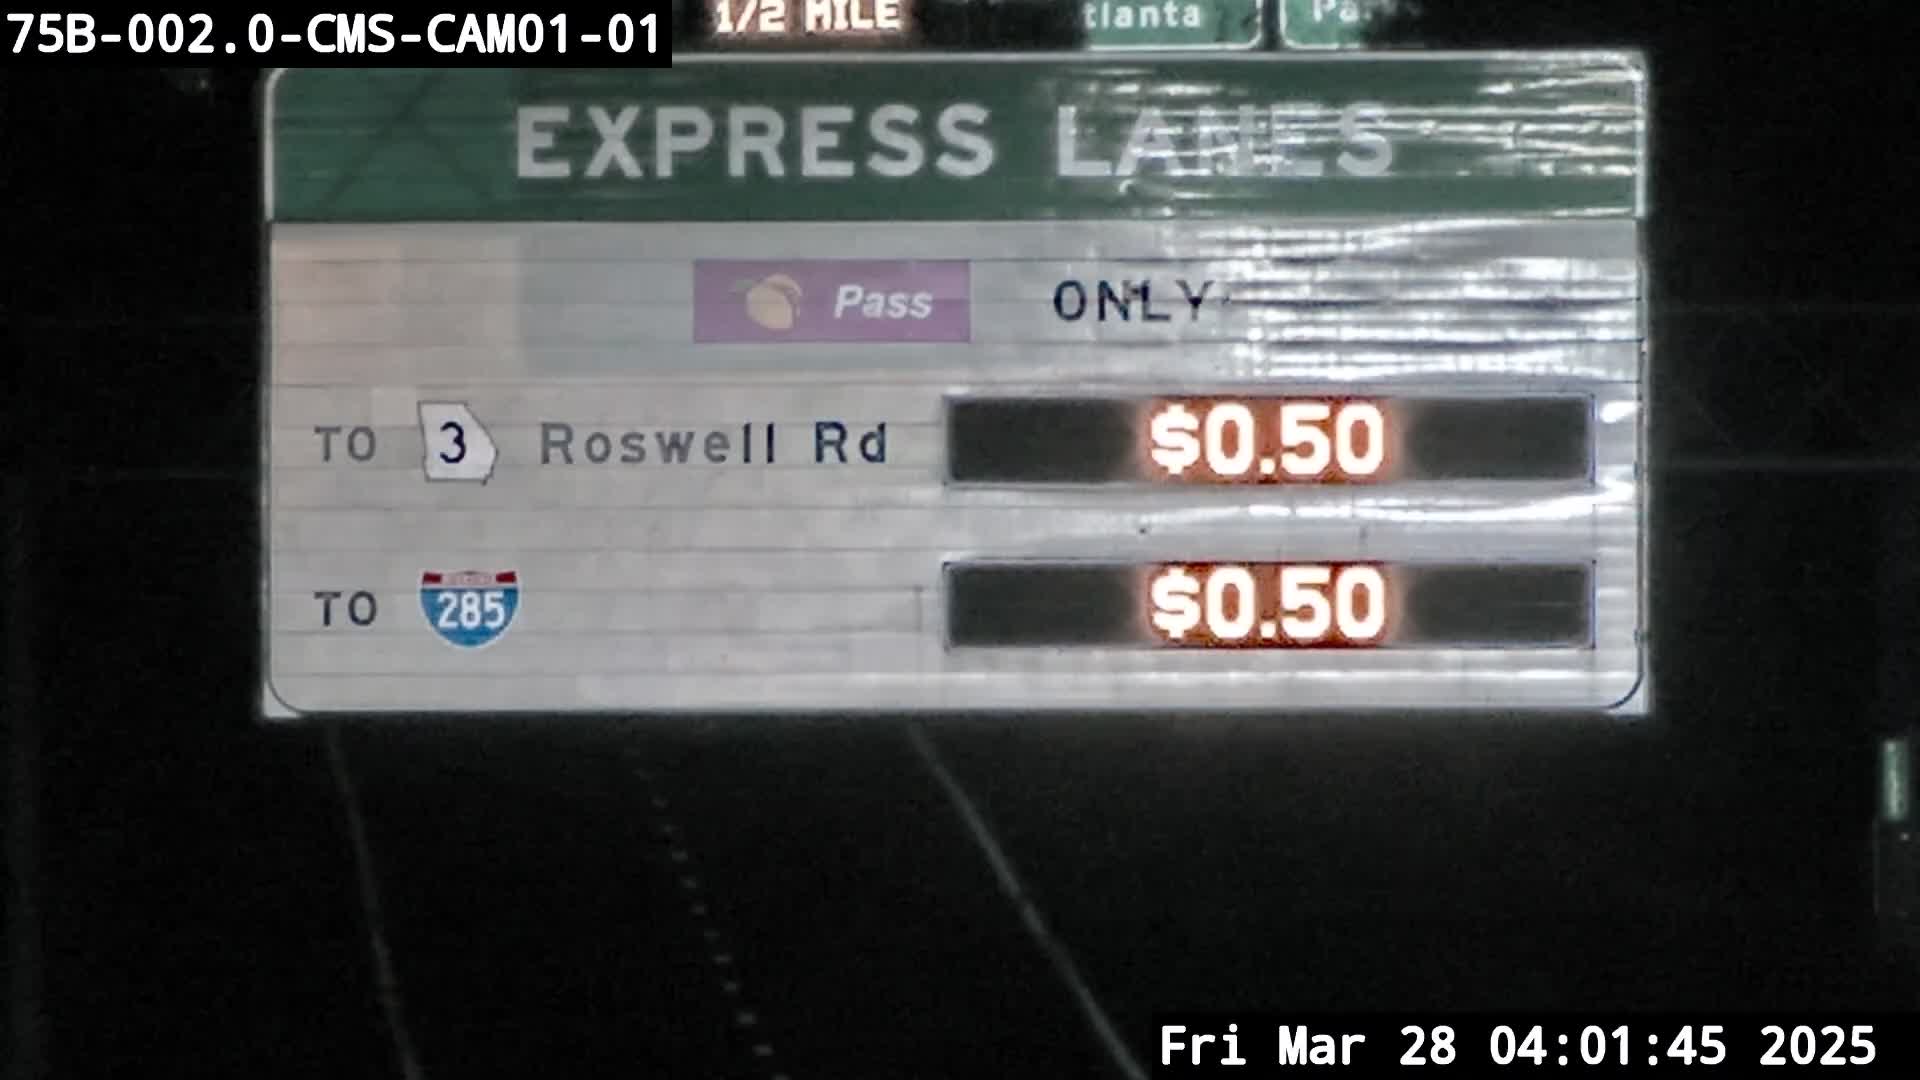 75B-002.0-CMS-CAM01-01
1/2 MILE
EXPRESS LANES
Pass ONLY
TO 3 Roswell Rd $0.50
TO 285 $0.50
Fri Mar 28 04:01:45 2025